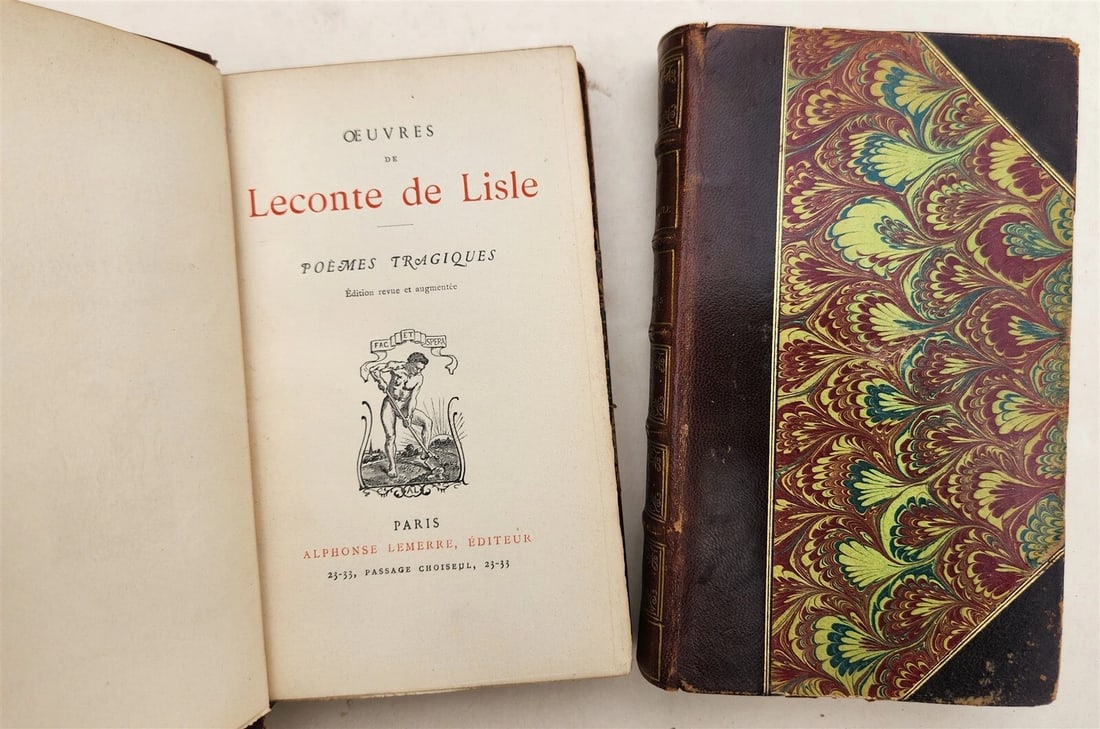 ŒUVRES
DE
Leconte de Lisle
POÈMES TRAGIQUES
Édition revue et augmentée
FAC ET SPERA
AL
PARIS
ALPHONSE LEMERRE, ÉDITEUR
23-33, PASSAGE CHOISEUL, 23-33